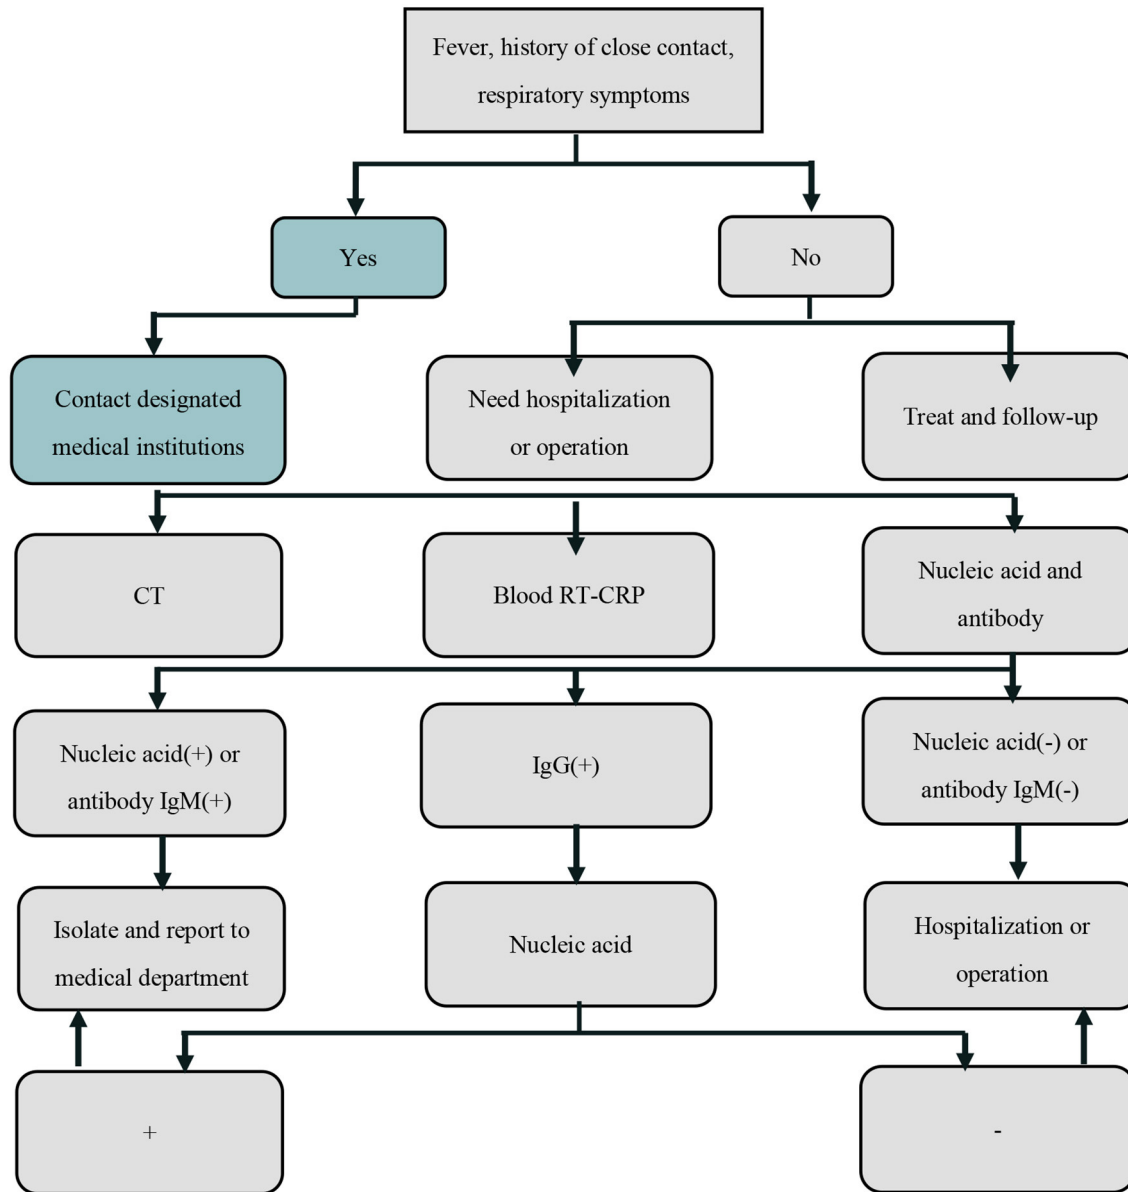 Fever, history of close contact,
respiratory symptoms
Yes
No
Contact designated
medical institutions
Need hospitalization
or operation
Treat and follow-up
CT
Blood RT-CRP
Nucleic acid and
antibody
Nucleic acid(+) or
antibody IgM(+)
IgG(+)
Nucleic acid(-) or
antibody IgM(-)
Isolate and report to
medical department
Nucleic acid
Hospitalization or
operation
+
-